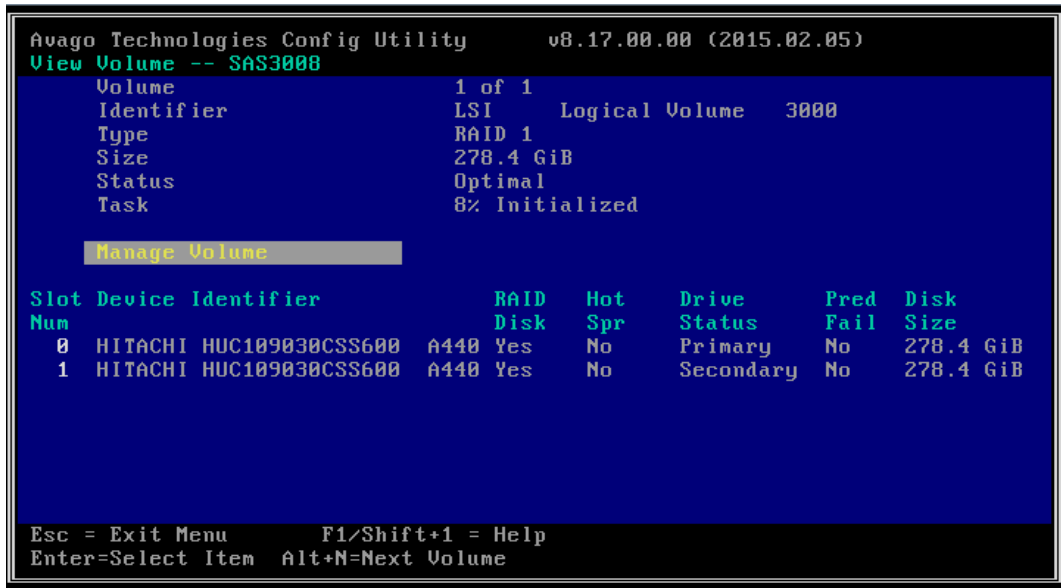 Avago Technologies Config Utility v8.17.00.00 (2015.02.05)
View Volume -- SAS3008
Volume 1 of 1
Identifier LSI Logical Volume 3000
Type RAID 1
Size 278.4 GiB
Status Optimal
Task 8% Initialized
Manage Volume
Slot Device Identifier RAID Hot Drive Pred Disk
Num Disk Spr Status Fail Size
0 HITACHI HUC109030CSS600 A440 Yes No Primary No 278.4 GiB
1 HITACHI HUC109030CSS600 A440 Yes No Secondary No 278.4 GiB
Esc = Exit Menu F1/Shift+1 = Help
Enter=Select Item Alt+N=Next Volume